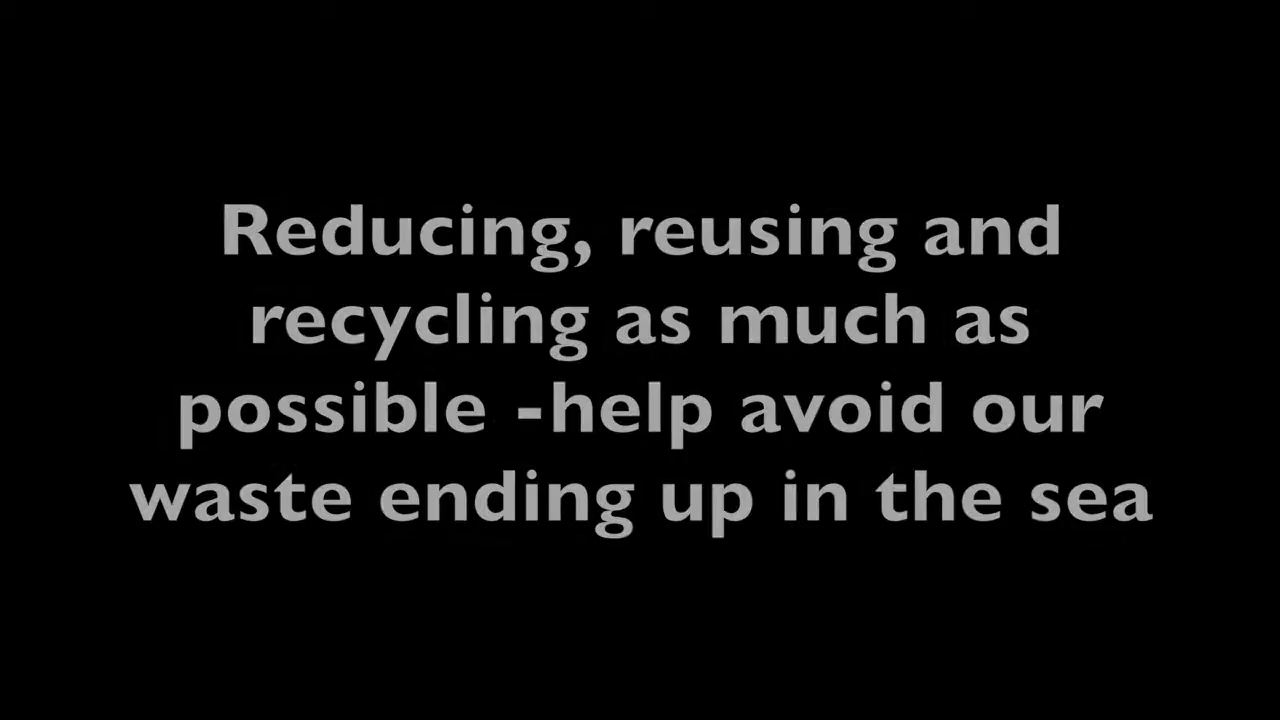 Reducing, reusing and
recycling as much as
possible -help avoid our
waste ending up in the sea